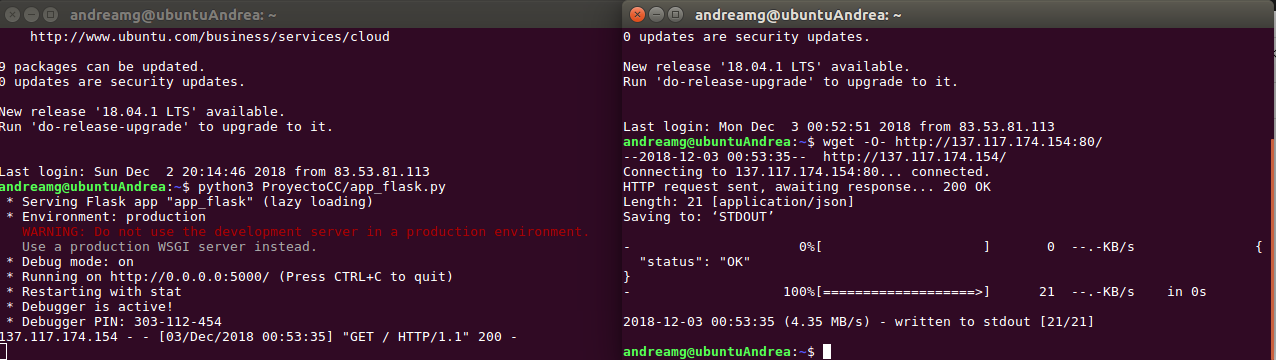 andreamg@ubuntuAndrea: ~
http://www.ubuntu.com/business/services/cloud
9 packages can be updated.
0 updates are security updates.
New release '18.04.1 LTS' available.
Run 'do-release-upgrade' to upgrade to it.
Last login: Sun Dec  2 20:14:46 2018 from 83.53.81.113
andreamg@ubuntuAndrea:~$ python3 ProyectoCC/app_flask.py
 * Serving Flask app "app_flask" (lazy loading)
 * Environment: production
   WARNING: Do not use the development server in a production environment.
   Use a production WSGI server instead.
 * Debug mode: on
 * Running on http://0.0.0.0:5000/ (Press CTRL+C to quit)
 * Restarting with stat
 * Debugger is active!
 * Debugger PIN: 303-112-454
137.117.174.154 - - [03/Dec/2018 00:53:35] "GET / HTTP/1.1" 200 -
andreamg@ubuntuAndrea: ~
0 updates are security updates.
New release '18.04.1 LTS' available.
Run 'do-release-upgrade' to upgrade to it.
Last login: Mon Dec  3 00:52:51 2018 from 83.53.81.113
andreamg@ubuntuAndrea:~$ wget -O- http://137.117.174.154:80/
--2018-12-03 00:53:35--  http://137.117.174.154/
Connecting to 137.117.174.154:80... connected.
HTTP request sent, awaiting response... 200 OK
Length: 21 [application/json]
Saving to: ‘STDOUT’
-                     0%[                    ]       0  --.-KB/s               {
  "status": "OK"
}
-                   100%[===================>]      21  --.-KB/s    in 0s
2018-12-03 00:53:35 (4.35 MB/s) - written to stdout [21/21]
andreamg@ubuntuAndrea:~$